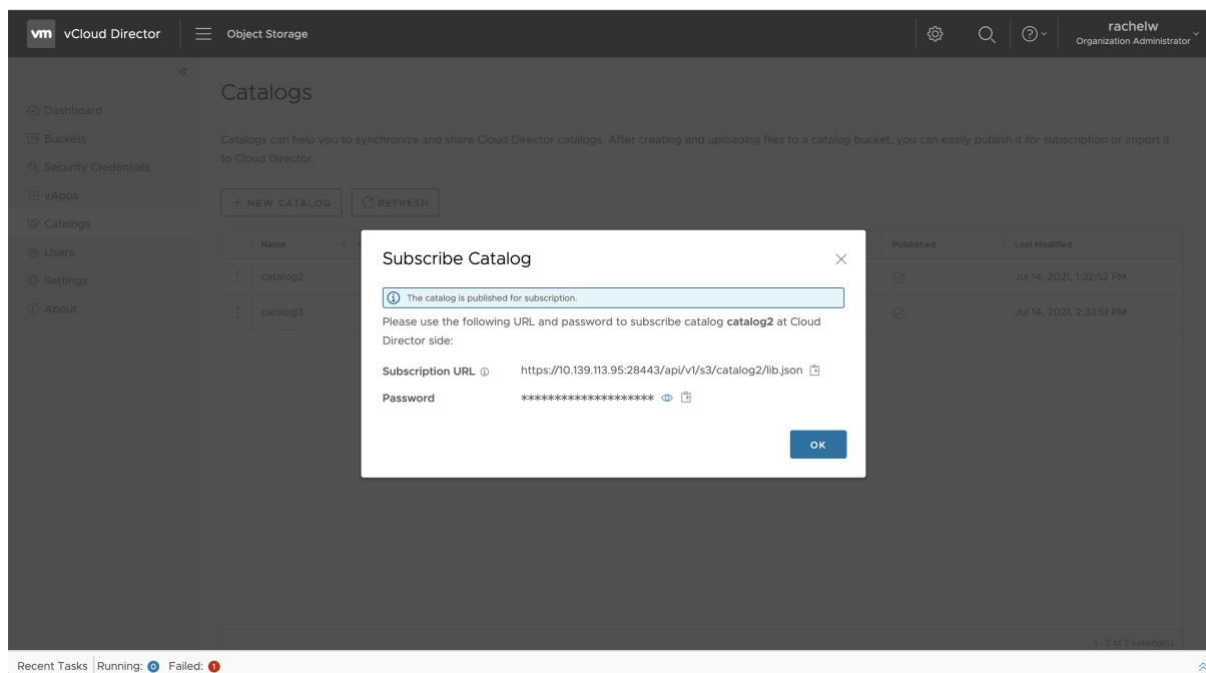 vm vCloud Director Object Storage rachelw
Organization Administrator
Catalogs
Dashboard
Buckets
Security Credentials
vApps
Catalogs
Users
Settings
About
Catalogs can help you to synchronize and share Cloud Director catalogs. After creating and uploading files to a catalog bucket, you can easily publish it for subscription or import it
to Cloud Director.
+ NEW CATALOG REFRESH
Name Published Last Modified
catalog2 Jul 14, 2021, 1:32:52 PM
catalog3 Jul 14, 2021, 2:33:51 PM
Subscribe Catalog
The catalog is published for subscription.
Please use the following URL and password to subscribe catalog catalog2 at Cloud
Director side:
Subscription URL https://10.139.113.95:28443/api/v1/s3/catalog2/lib.json
Password ********************
OK
1 - 2 of 2 catalog(s)
Recent Tasks Running: 0 Failed: 1